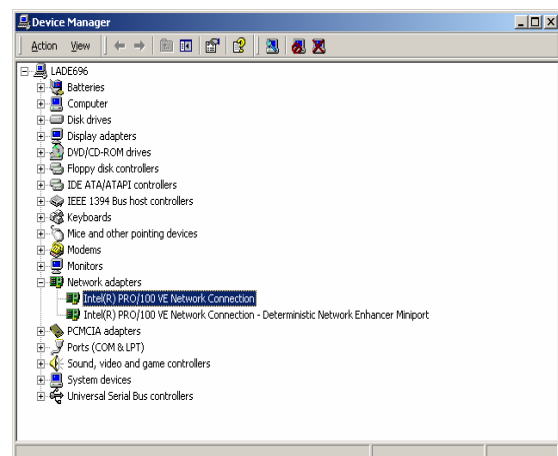 Device Manager
Action View
LADE696
Batteries
Computer
Disk drives
Display adapters
DVD/CD-ROM drives
Floppy disk controllers
IDE ATA/ATAPI controllers
IEEE 1394 Bus host controllers
Keyboards
Mice and other pointing devices
Modems
Monitors
Network adapters
Intel(R) PRO/100 VE Network Connection
Intel(R) PRO/100 VE Network Connection - Deterministic Network Enhancer Miniport
PCMCIA adapters
Ports (COM & LPT)
Sound, video and game controllers
System devices
Universal Serial Bus controllers